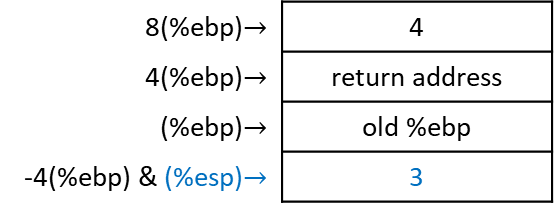 8(%ebp)→ 4
4(%ebp)→ return address
(%ebp)→ old %ebp
-4(%ebp) & (%esp)→ 3